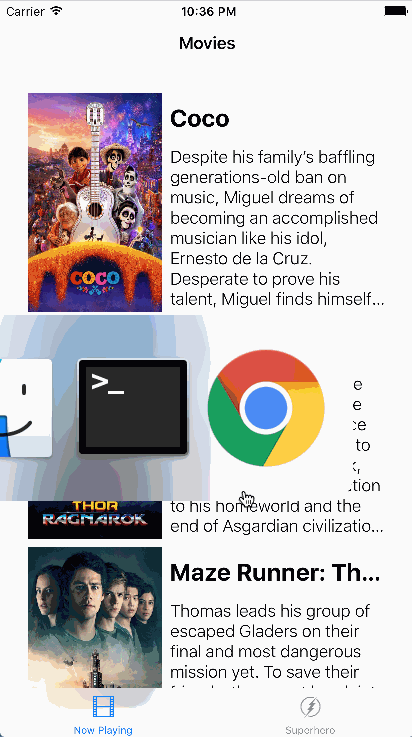 Carrier 10:36 PM
Movies
Coco
Despite his family's baffling
generations-old ban on
music, Miguel dreams of
becoming an accomplished
musician like his idol,
Ernesto de la Cruz.
Desperate to prove his
talent, Miguel finds himself...
COCO
>_
to
to his homeworld and the
end of Asgardian civilizatio...
THOR
RAGNAROK
Maze Runner: Th...
Thomas leads his group of
escaped Gladers on their
final and most dangerous
mission yet. To save their
Now Playing Superhero